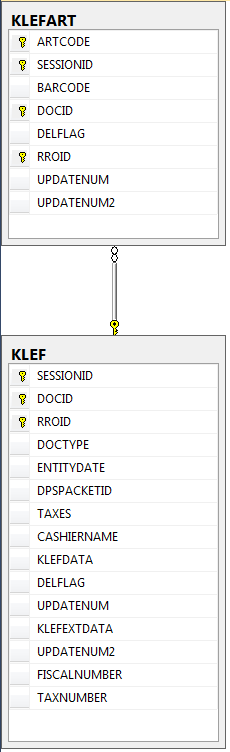 KLEFART
ARTCODE
SESSIONID
BARCODE
DOCID
DELFLAG
RROID
UPDATENUM
UPDATENUM2
KLEF
SESSIONID
DOCID
RROID
DOCTYPE
ENTITYDATE
DPSPACKETID
TAXES
CASHIERNAME
KLEFDATA
DELFLAG
UPDATENUM
KLEFEXTDATA
UPDATENUM2
FISCALNUMBER
TAXNUMBER